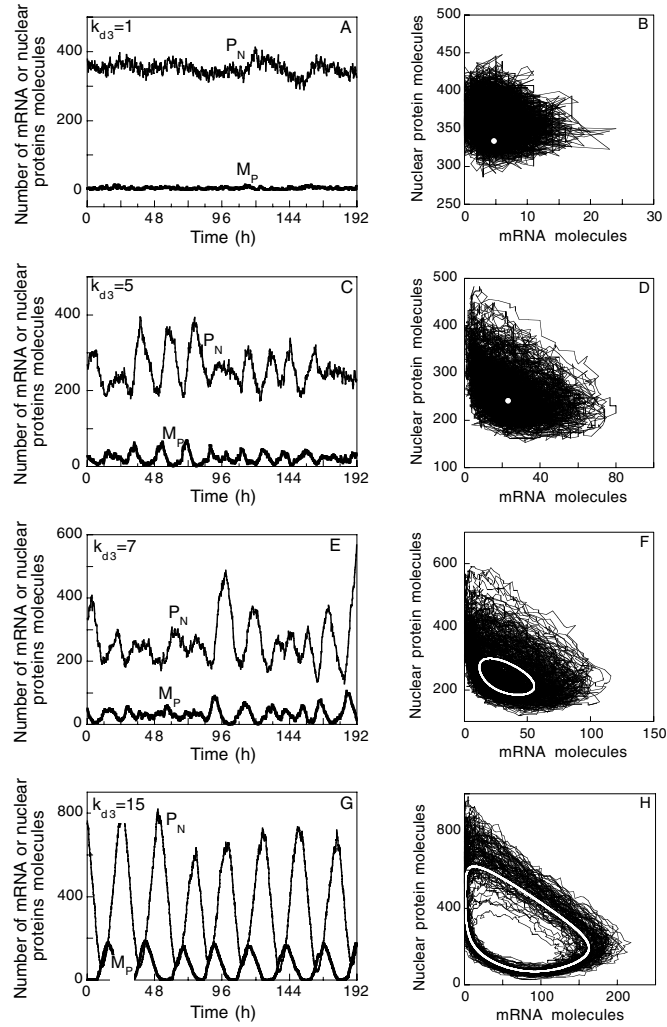 k_d3=1
A
P_N
M_P
400
200
0
0 48 96 144 192
Time (h)
Number of mRNA or nuclear
proteins molecules
B
500
450
400
350
300
250
0 10 20 30
mRNA molecules
Nuclear protein molecules
k_d3=5
C
P_N
M_P
400
200
0
0 48 96 144 192
Time (h)
Number of mRNA or nuclear
proteins molecules
D
500
400
300
200
100
0 40 80 100
mRNA molecules
Nuclear protein molecules
k_d3=7
E
P_N
M_P
600
400
200
0
0 48 96 144 192
Time (h)
Number of mRNA or nuclear
proteins molecules
F
600
400
200
0 50 100 150
mRNA molecules
Nuclear protein molecules
k_d3=15
G
P_N
M_P
800
400
0
0 48 96 144 192
Time (h)
Number of mRNA or nuclear
proteins molecules
H
800
400
0
0 100 200
mRNA molecules
Nuclear protein molecules